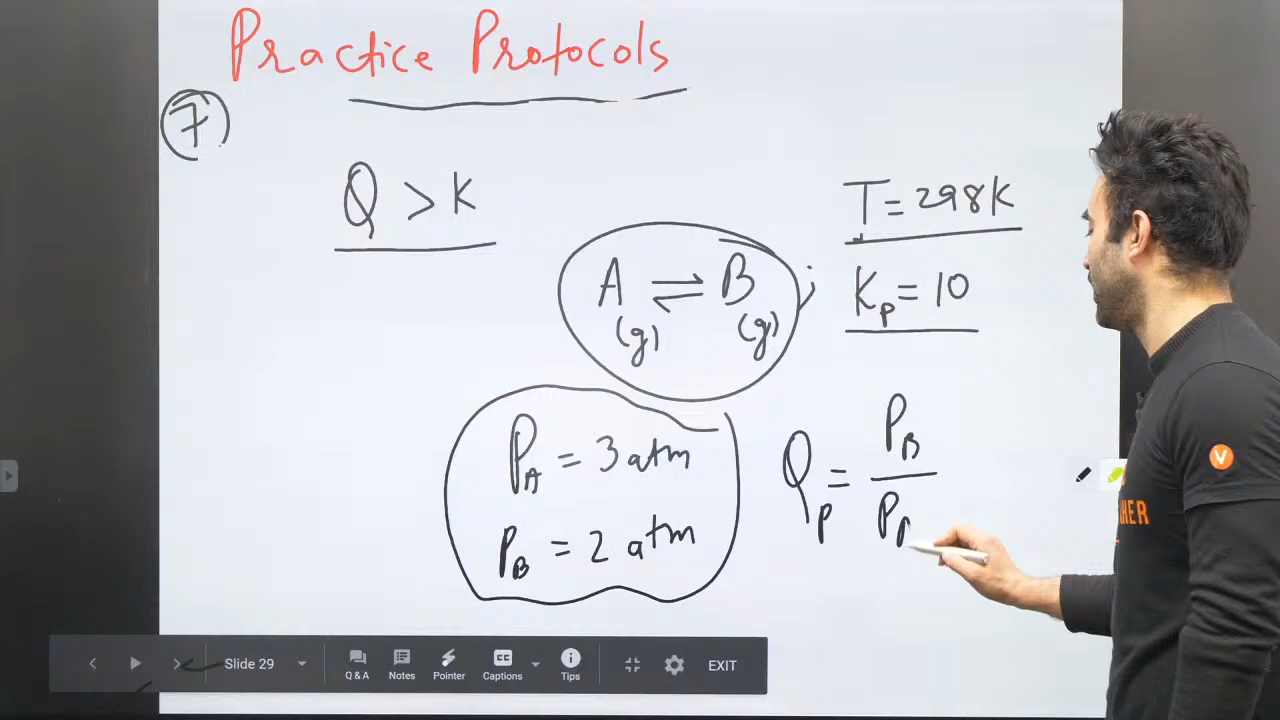 Practice Protocols
7
Q > K
T = 298K
A(g) ⇌ B(g) ;
Kp = 10
PA = 3 atm
PB = 2 atm
Qp = PB / P
HER
Slide 29
Q & A
Notes
Pointer
Captions
Tips
EXIT